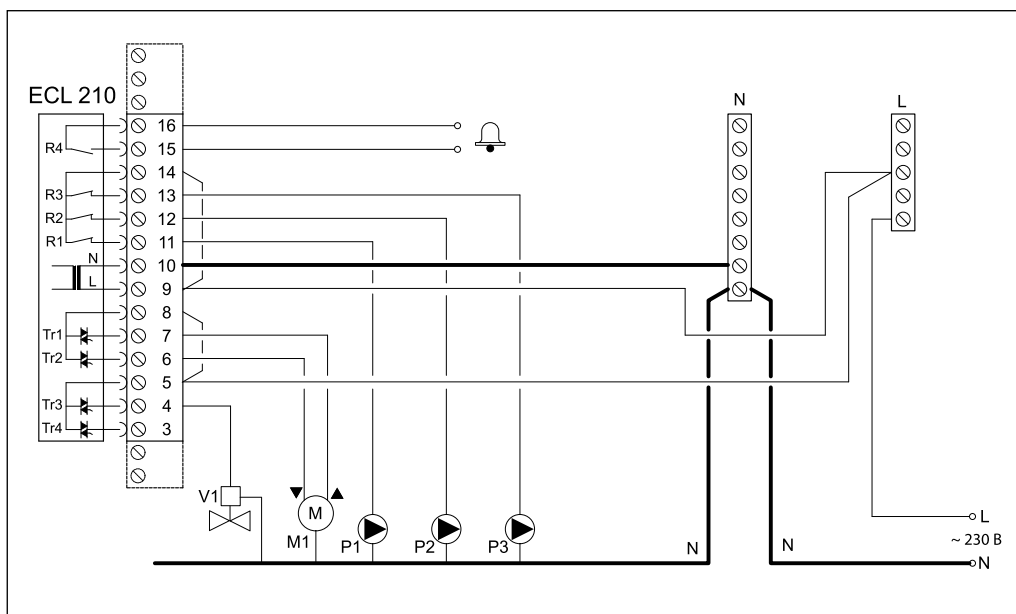 ECL 210
N
L
16
R4
15
14
R3
13
R2
12
R1
11
N
10
L
9
8
Tr1
7
Tr2
6
5
Tr3
4
Tr4
3
V1
M
M1
P1
P2
P3
N
N
L
~ 230 В
N